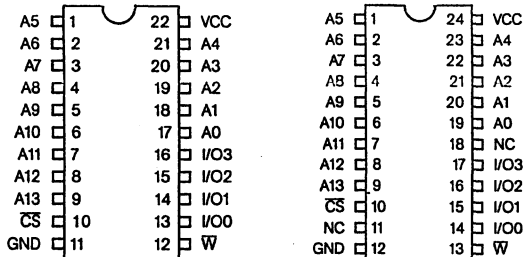 A5 1 22 VCC
A6 2 21 A4
A7 3 20 A3
A8 4 19 A2
A9 5 18 A1
A10 6 17 A0
A11 7 16 I/O3
A12 8 15 I/O2
A13 9 14 I/O1
C̅S̅ 10 13 I/O0
GND 11 12 W̅
A5 1 24 VCC
A6 2 23 A4
A7 3 22 A3
A8 4 21 A2
A9 5 20 A1
A10 6 19 A0
A11 7 18 NC
A12 8 17 I/O3
A13 9 16 I/O2
C̅S̅ 10 15 I/O1
NC 11 14 I/O0
GND 12 13 W̅